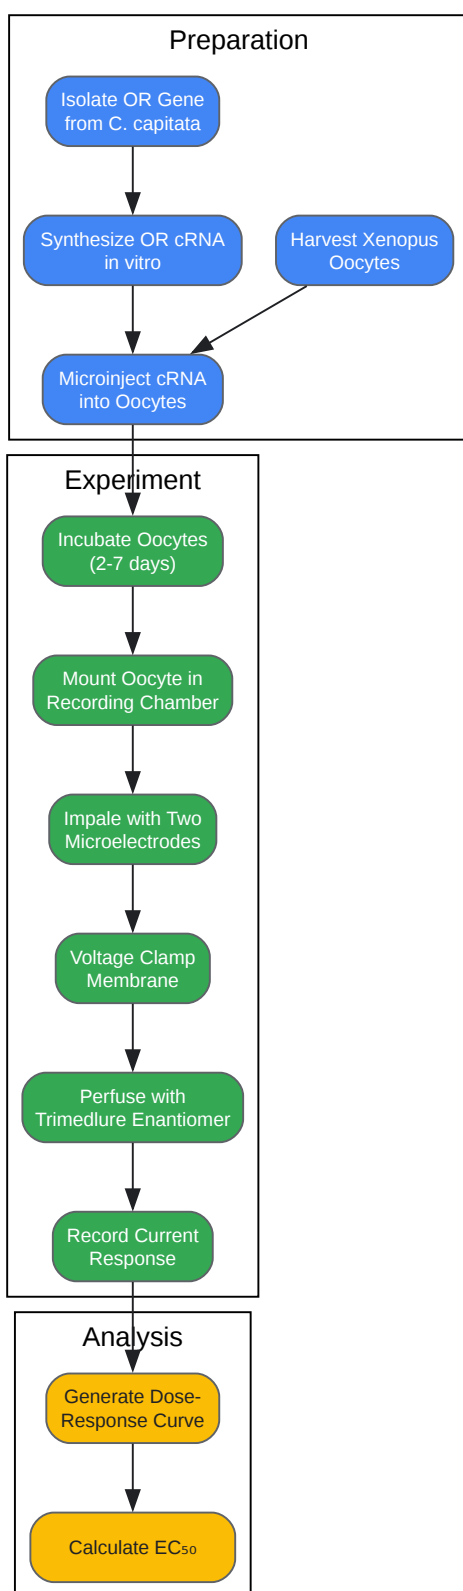 Preparation
Isolate OR Gene
from C. capitata
Synthesize OR cRNA
in vitro
Harvest Xenopus
Oocytes
Microinject cRNA
into Oocytes
Experiment
Incubate Oocytes
(2-7 days)
Mount Oocyte in
Recording Chamber
Impale with Two
Microelectrodes
Voltage Clamp
Membrane
Perfuse with
Trimedlure Enantiomer
Record Current
Response
Analysis
Generate Dose-
Response Curve
Calculate EC₅₀